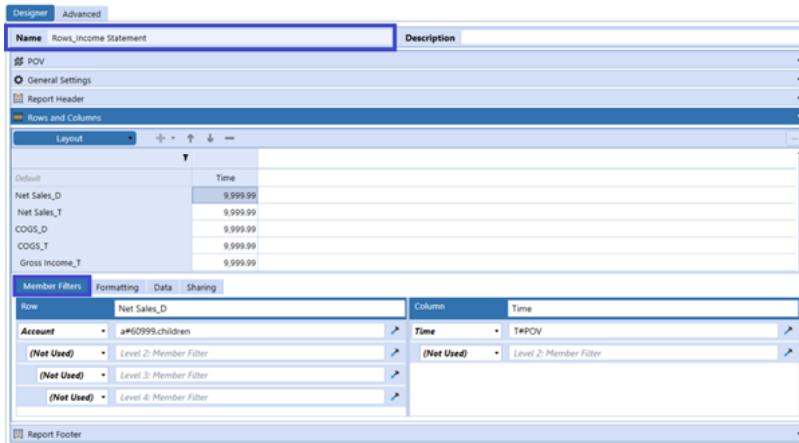 Designer Advanced
Name Rows_Income Statement Description
POV
General Settings
Report Header
Rows and Columns
Layout
Default Time
Net Sales_D 9,999.99
Net Sales_T 9,999.99
COGS_D 9,999.99
COGS_T 9,999.99
Gross Income_T 9,999.99
Member Filters Formatting Data Sharing
Row Net Sales_D Column Time
Account a#60999.children Time T#POV
(Not Used) Level 2: Member Filter (Not Used) Level 2: Member Filter
(Not Used) Level 3: Member Filter
(Not Used) Level 4: Member Filter
Report Footer